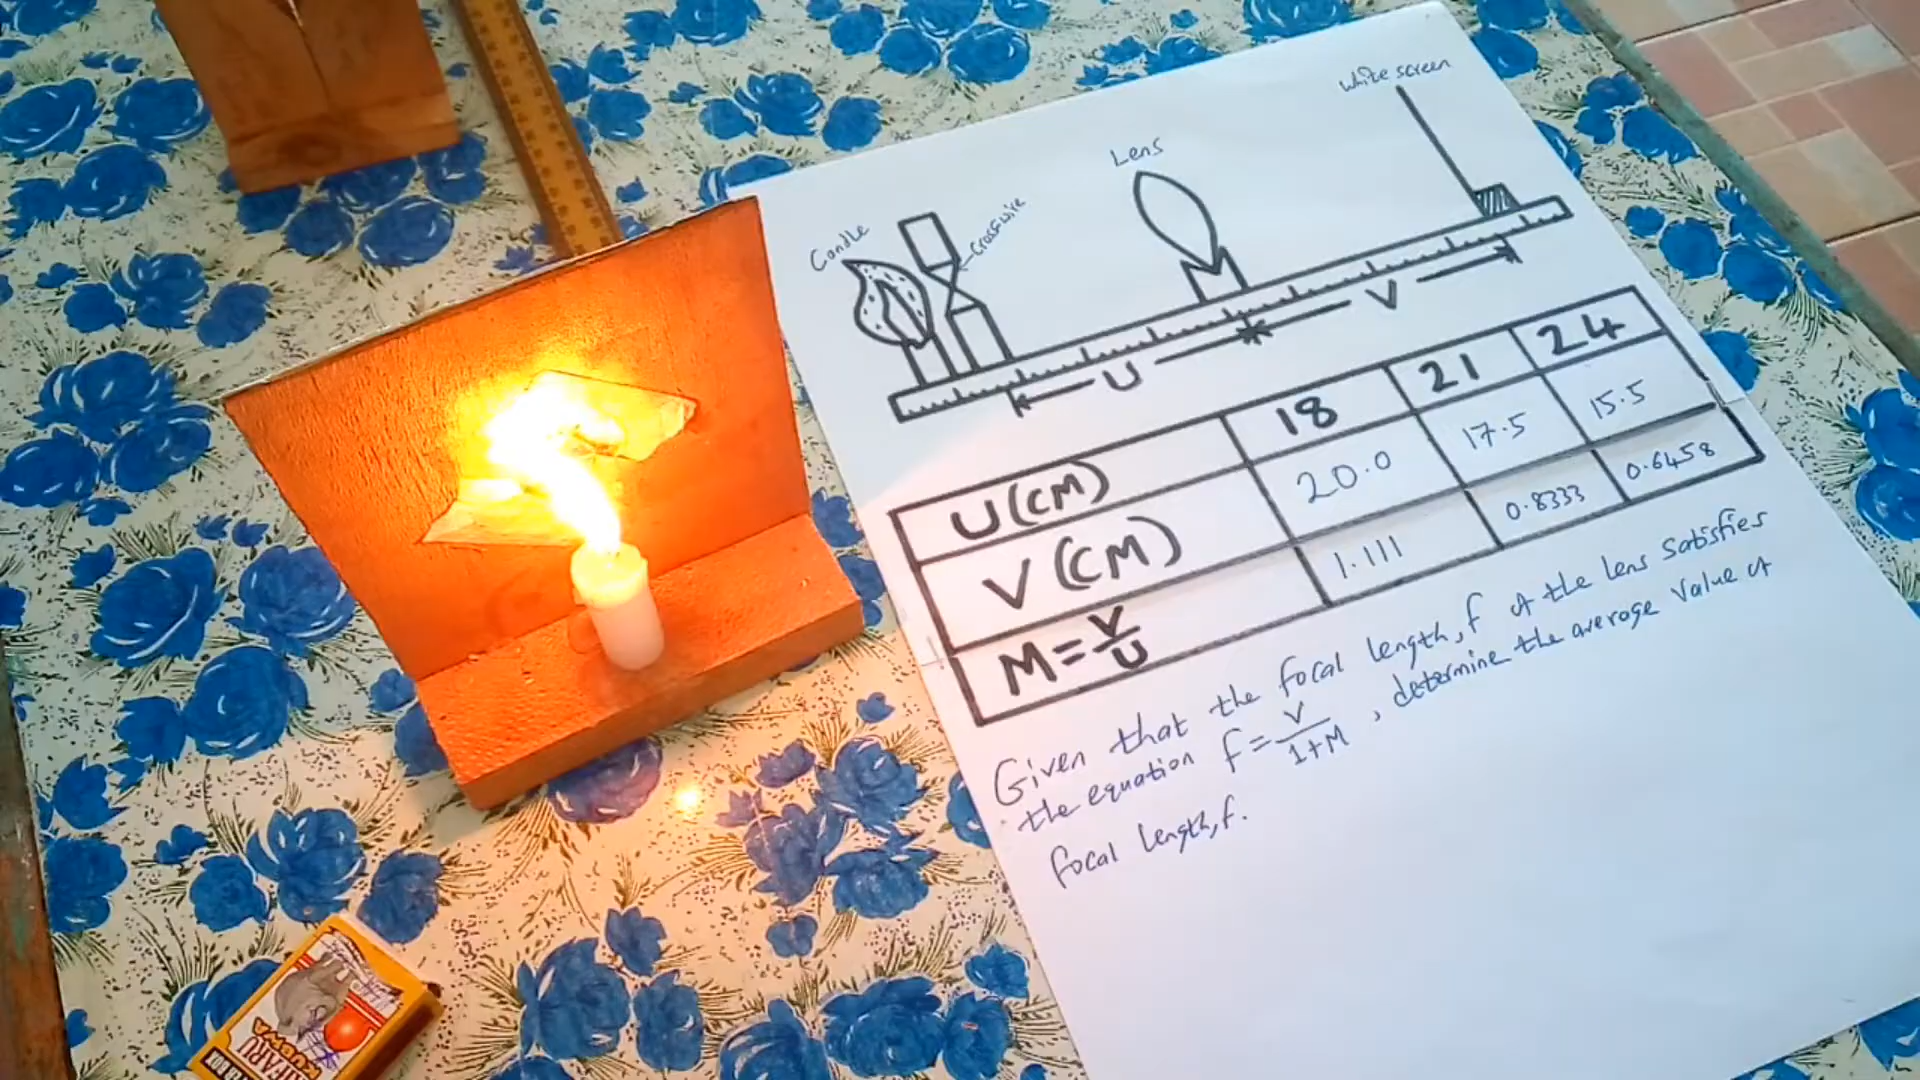 White screen
Lens
Candle
Crosswire
U
V
U(CM) 18 21 24
V(CM) 20.0 17.5 15.5
M=V/U 1.111 0.8333 0.6458
Given that the focal length, f of the lens satisfies
the equation f=V/1+M, determine the average value of
focal length, f.
KIFARU
KUBWA